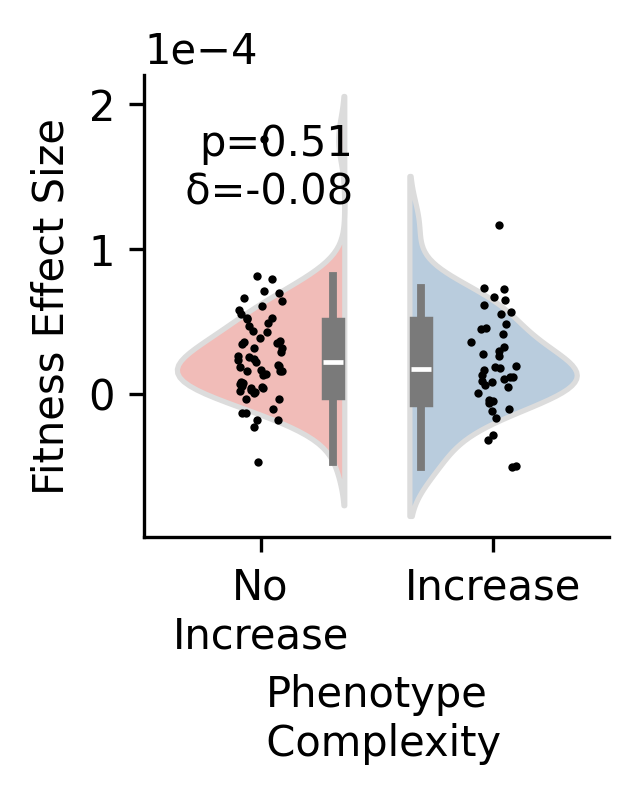 1e−4
2
1
0
Fitness Effect Size
p=0.51
δ=-0.08
No
Increase
Increase
Phenotype
Complexity